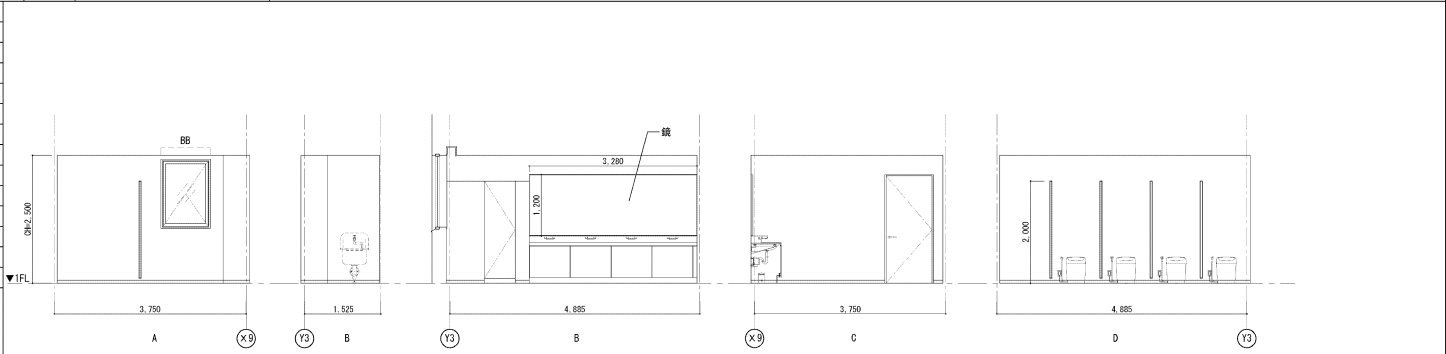 BB
鏡
3,280
CH=2,500
1,200
2,000
▼1FL
3,750
1,525
4,885
3,750
4,885
A
X9
Y3
B
Y3
B
X9
C
D
Y3